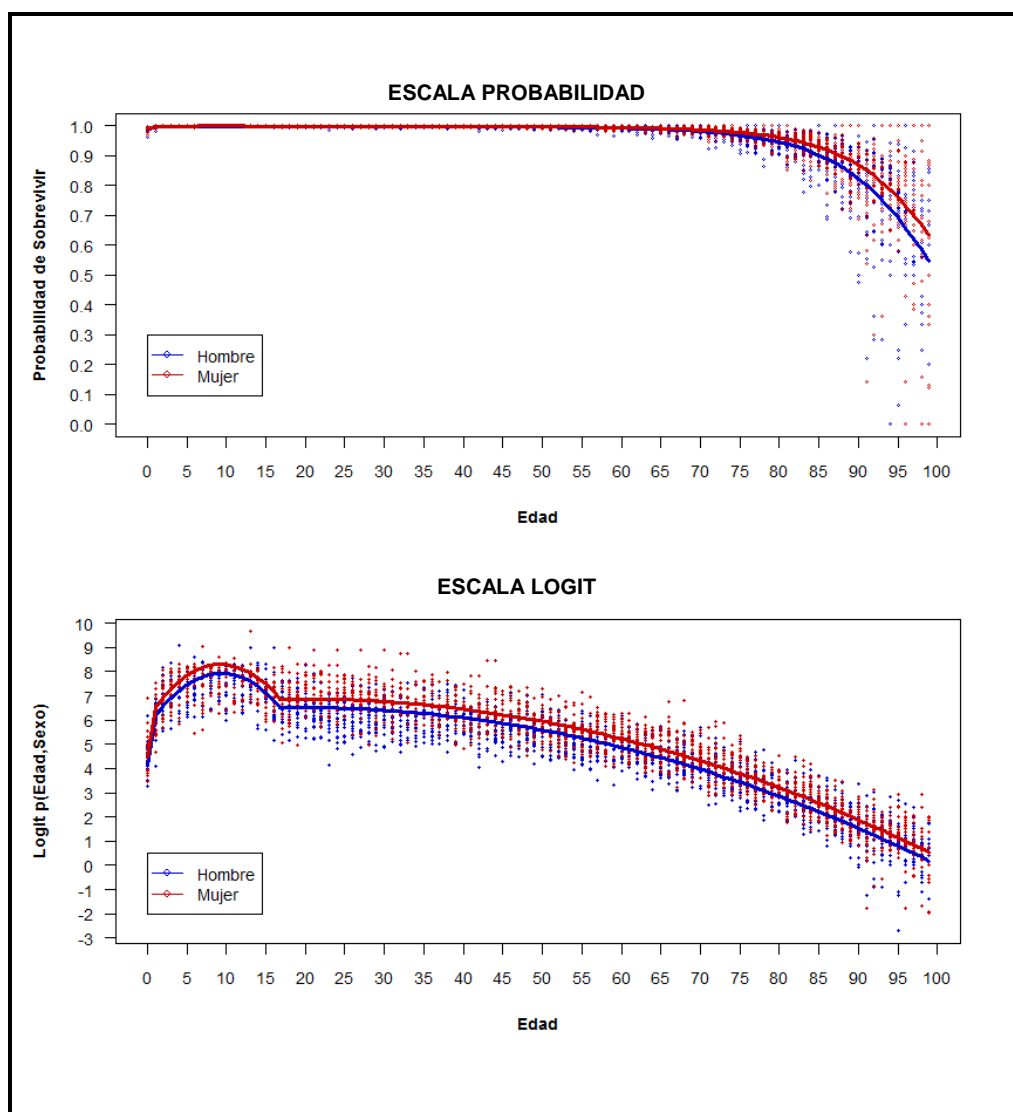 ESCALA PROBABILIDAD
Probabilidad de Sobrevivir
1.0
0.9
0.8
0.7
0.6
0.5
0.4
0.3
0.2
0.1
0.0
Hombre
Mujer
0 5 10 15 20 25 30 35 40 45 50 55 60 65 70 75 80 85 90 95 100
Edad
ESCALA LOGIT
Logit p(Edad,Sexo)
10
9
8
7
6
5
4
3
2
1
0
-1
-2
-3
Hombre
Mujer
0 5 10 15 20 25 30 35 40 45 50 55 60 65 70 75 80 85 90 95 100
Edad